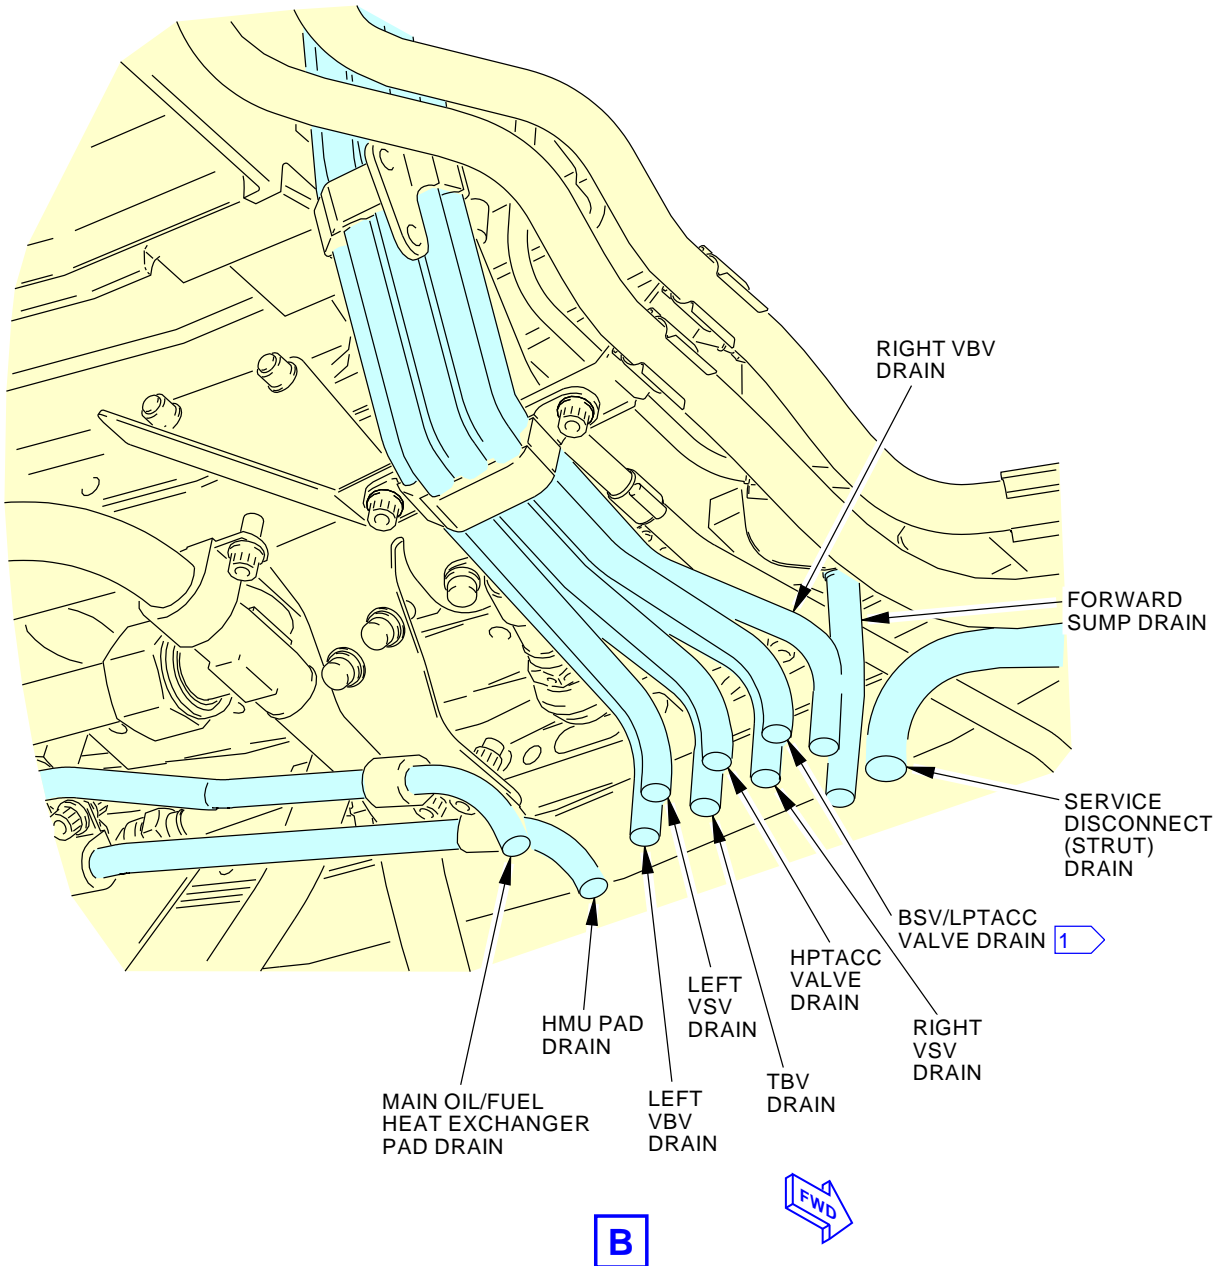 RIGHT VBV
DRAIN
FORWARD
SUMP DRAIN
SERVICE
DISCONNECT
(STRUT)
DRAIN
BSV/LPTACC
VALVE DRAIN 1
HPTACC
VALVE
DRAIN
RIGHT
VSV
DRAIN
LEFT
VSV
DRAIN
TBV
DRAIN
HMU PAD
DRAIN
LEFT
VBV
DRAIN
MAIN OIL/FUEL
HEAT EXCHANGER
PAD DRAIN
FWD
B